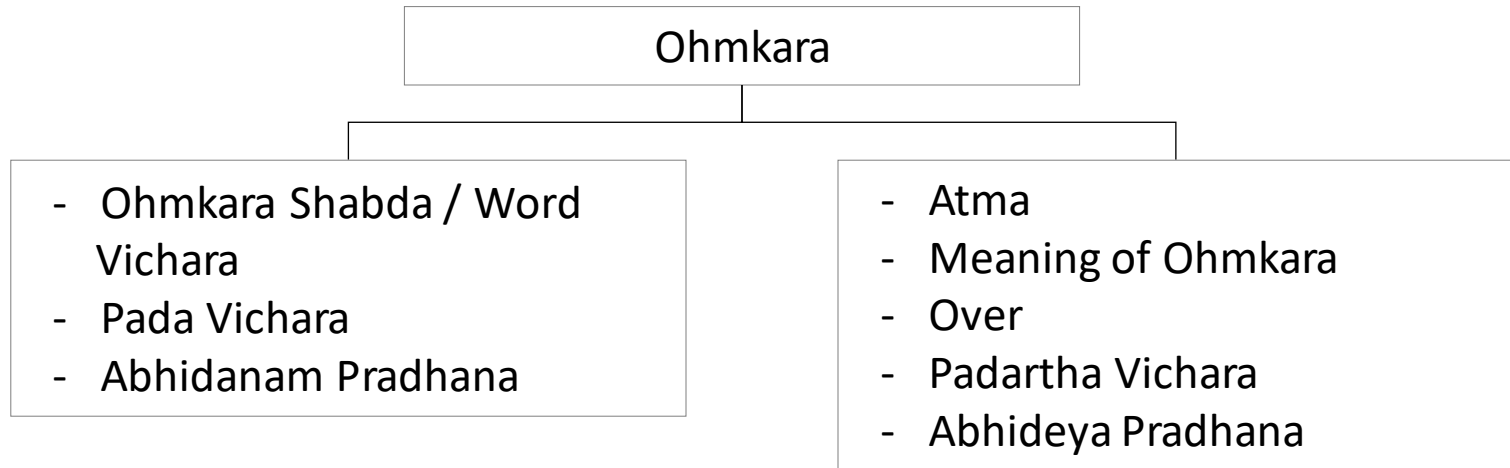 Ohmkara
- Ohmkara Shabda / Word
Vichara
- Pada Vichara
- Abhidanam Pradhana
- Atma
- Meaning of Ohmkara
- Over
- Padartha Vichara
- Abhideya Pradhana